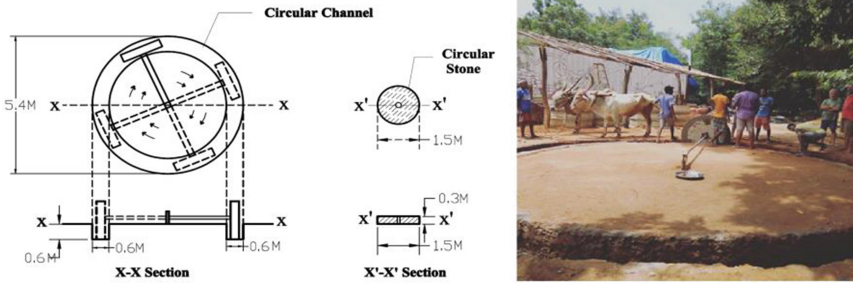 Circular Channel
Circular
Stone
5.4M
X
X
X'
X'
1.5M
0.3M
X
X
X'
X'
0.6M
0.6M
0.6M
1.5M
X-X Section
X'-X' Section